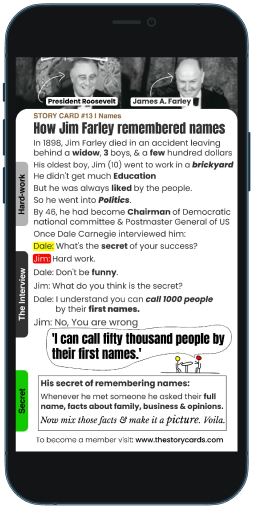 President Roosevelt
James A. Farley
STORY CARD #13 I Names
How Jim Farley remembered names
In 1898, Jim Farley died in an accident leaving
behind a widow, 3 boys, & a few hundred dollars
His oldest boy, Jim (10) went to work in a brickyard
He didn't get much Education
But he was always liked by the people.
So he went into Politics.
By 46, he had become Chairman of Democratic
national committee & Postmaster General of US
Once Dale Carnegie interviewed him:
Dale: What's the secret of your success?
Jim: Hard work.
Dale: Don't be funny.
Jim: What do you think is the secret?
Dale: I understand you can call 1000 people
by their first names.
Jim: No, You are wrong
'I can call fifty thousand people by
their first names.'
His secret of remembering names:
Whenever he met someone he asked their full
name, facts about family, business & opinions.
Now mix those facts & make it a picture. Voila.
To become a member visit: www.thestorycards.com
Hard-work
The Interview
Secret